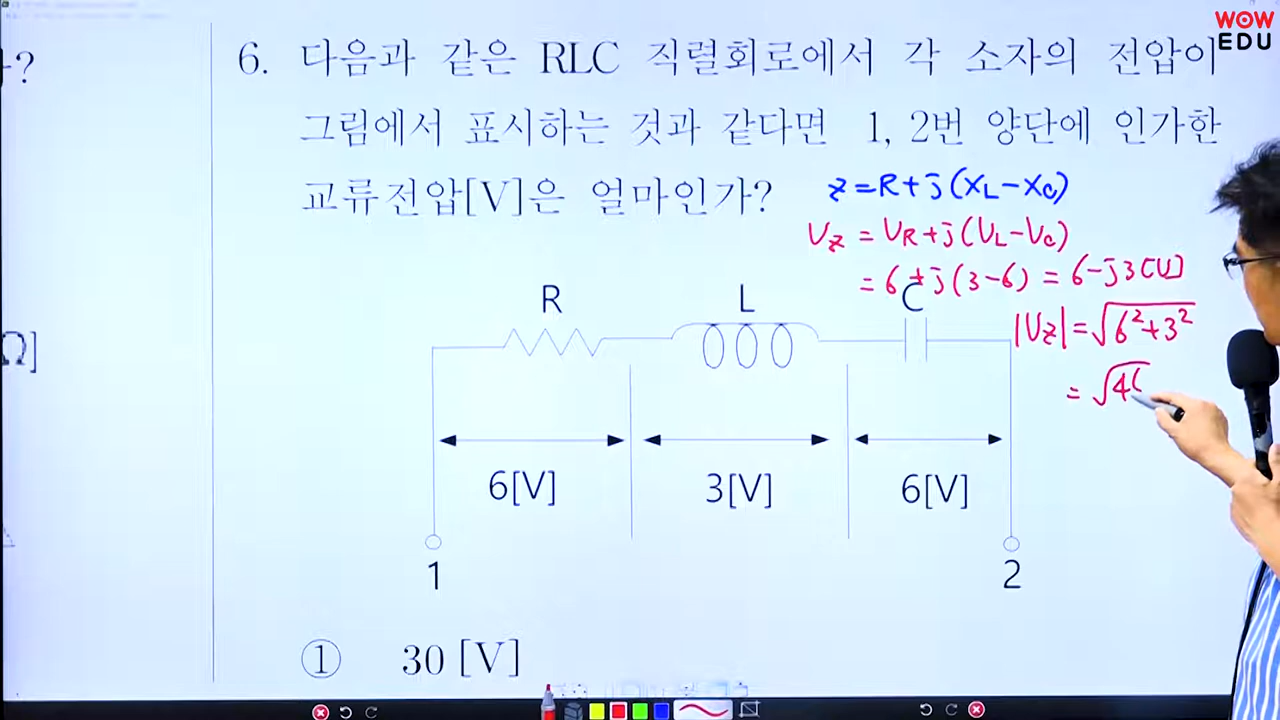 WOW
EDU
?
6. 다음과 같은 RLC 직렬회로에서 각 소자의 전압이
그림에서 표시하는 것과 같다면 1, 2번 양단에 인가한
교류전압[V]은 얼마인가?
Z = R + j(XL - XC)
VZ = VR + j(VL - VC)
= 6 + j(3 - 6) = 6 - j3 [V]
|VZ| = √6² + 3²
= √4
R L C
Ω]
6[V] 3[V] 6[V]
1 2
① 30 [V]